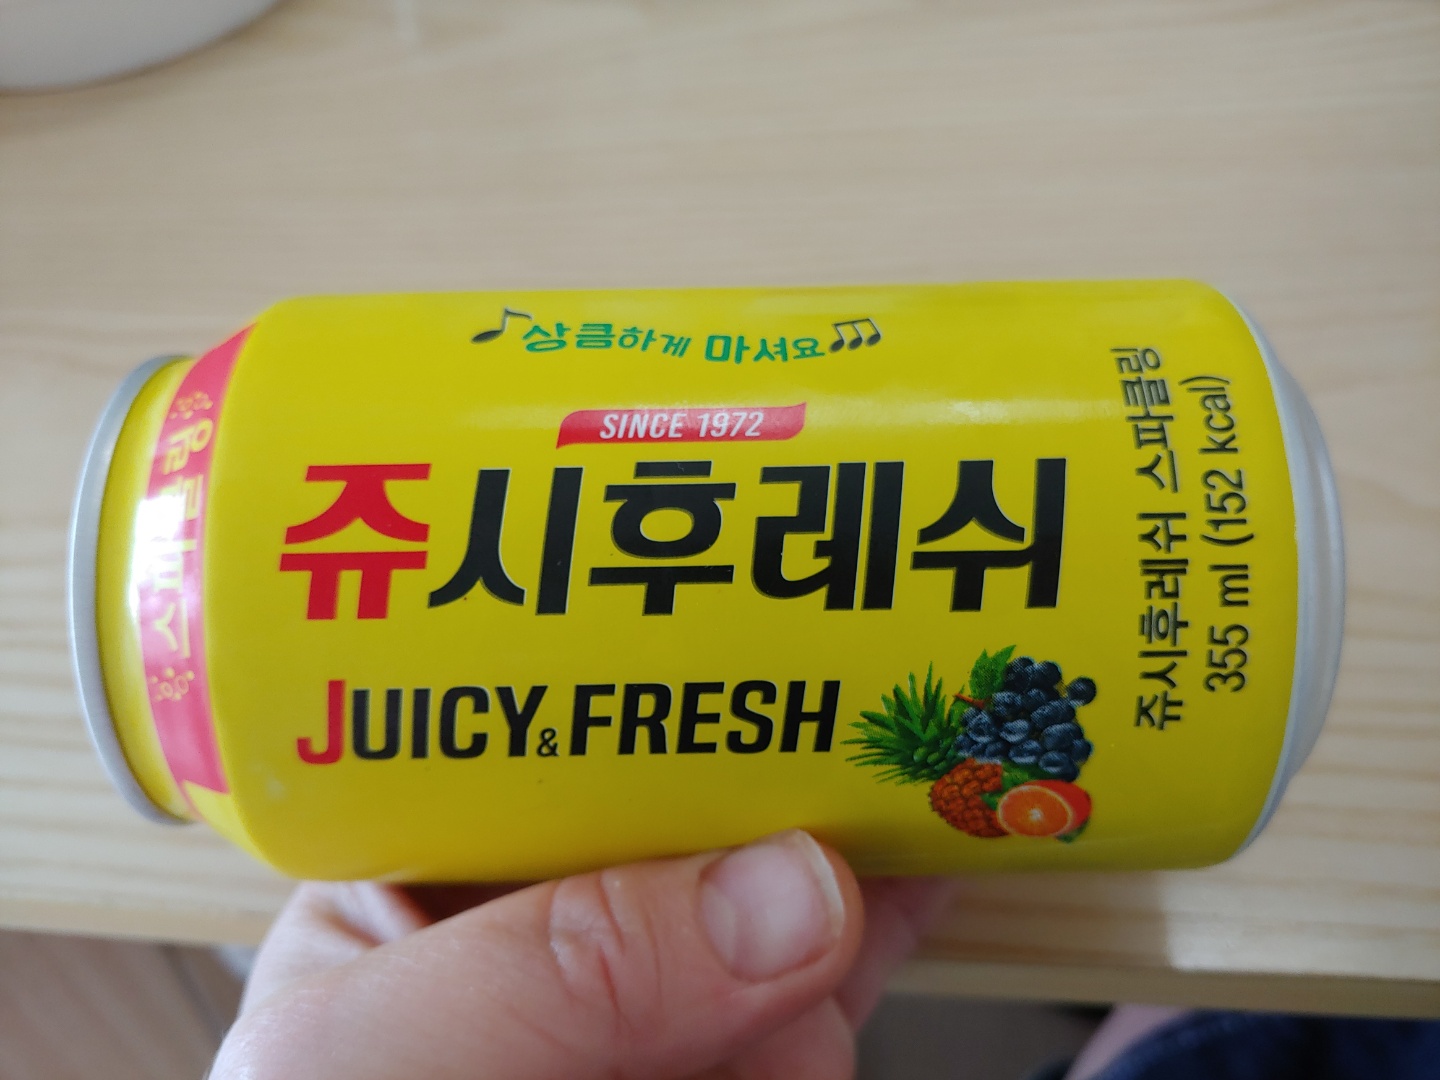 상큼하게 마셔요
SINCE 1972
쥬시후레쉬
JUICY&FRESH
스파클링
쥬시후레쉬 스파클링
355 ml (152 kcal)